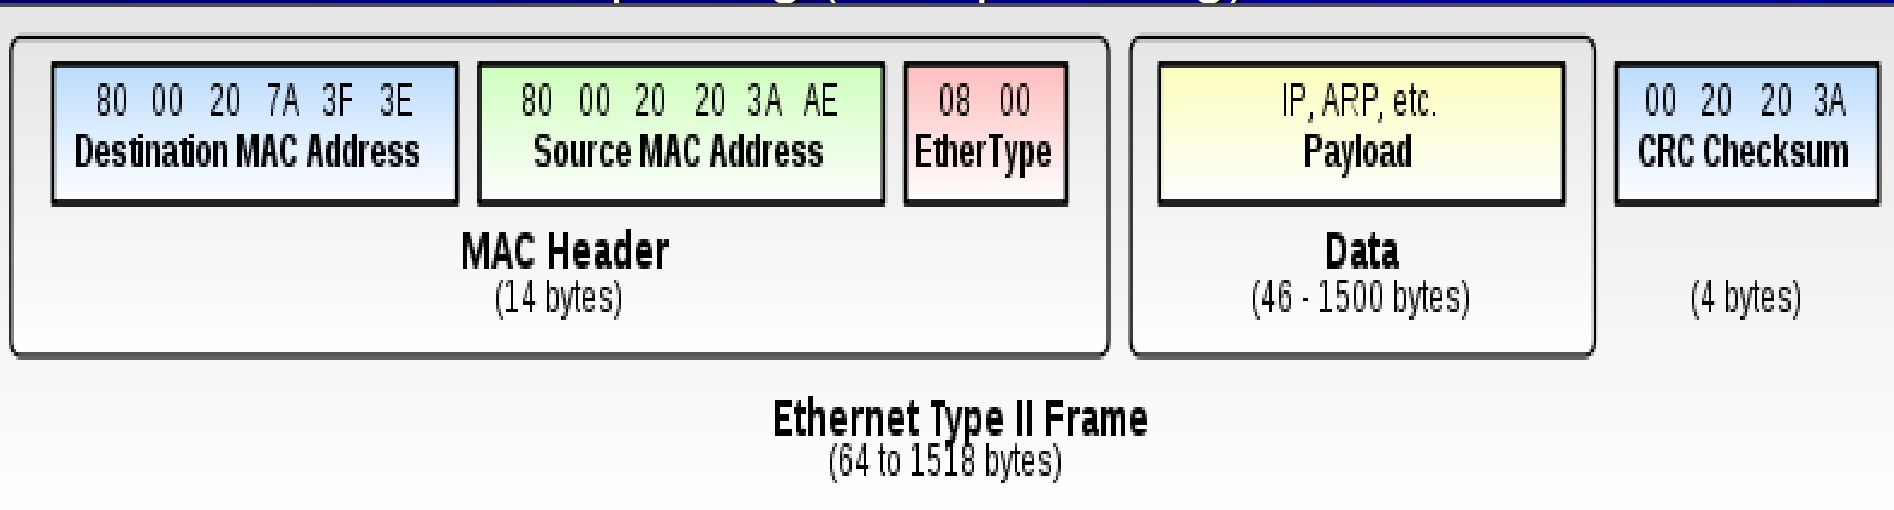 80 00 20 7A 3F 3E
Destination MAC Address
80 00 20 20 3A AE
Source MAC Address
08 00
EtherType
IP, ARP, etc.
Payload
00 20 20 3A
CRC Checksum
MAC Header
(14 bytes)
Data
(46 - 1500 bytes)
(4 bytes)
Ethernet Type II Frame
(64 to 1518 bytes)